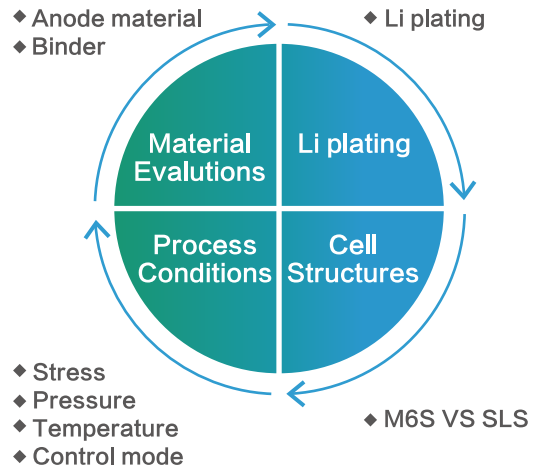 ◆ Anode material
◆ Binder
◆ Li plating
Material
Evalutions
Li plating
Process
Conditions
Cell
Structures
◆ Stress
◆ Pressure
◆ Temperature
◆ Control mode
◆ M6S VS SLS